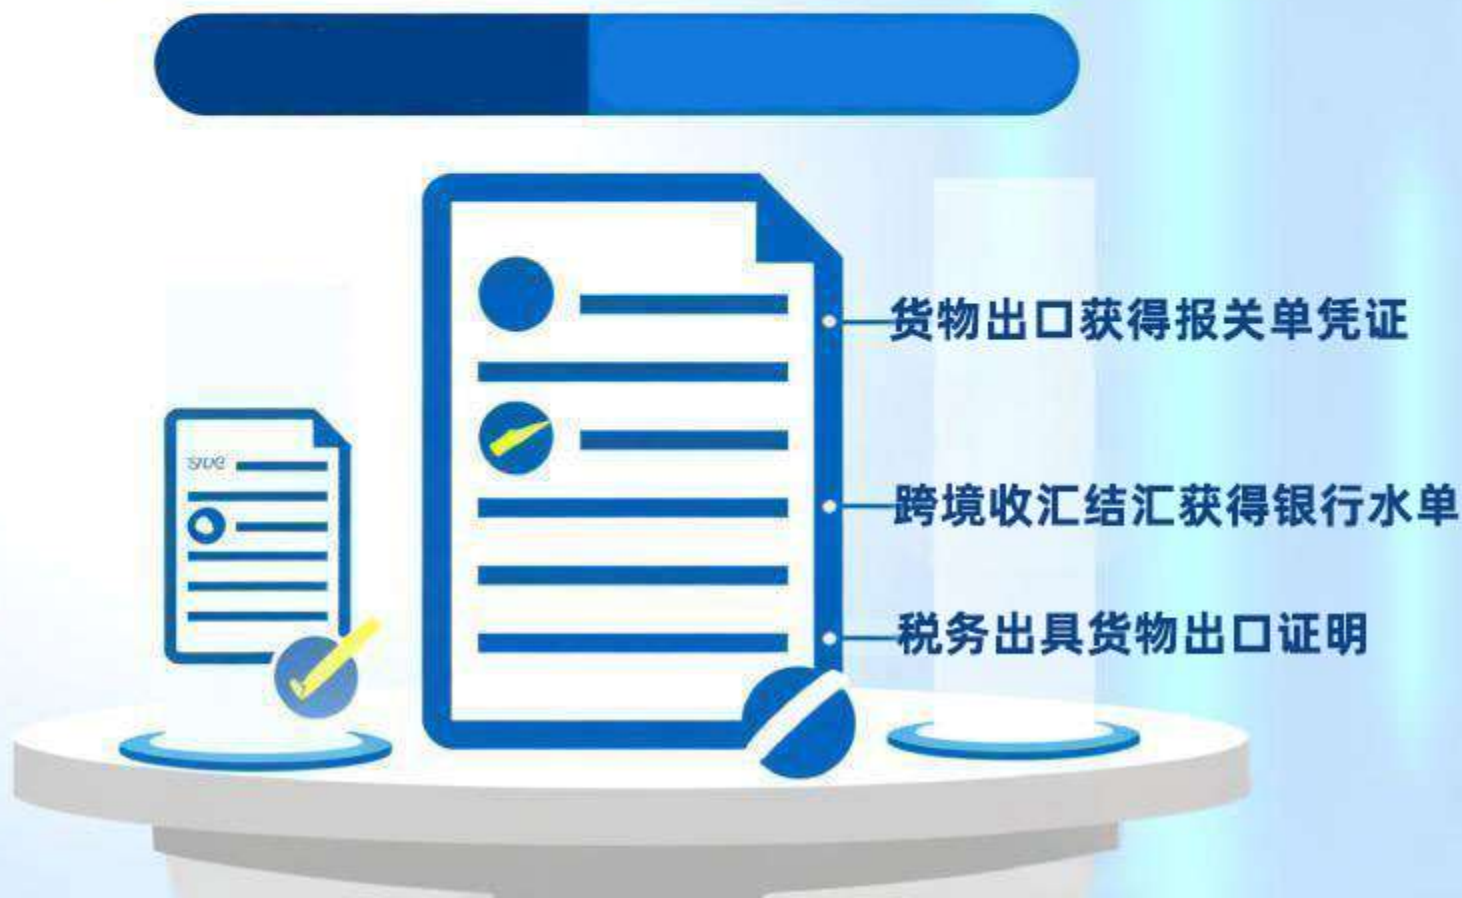 货物出口获得报关单凭证
跨境收汇结汇获得银行水单
税务出具货物出口证明